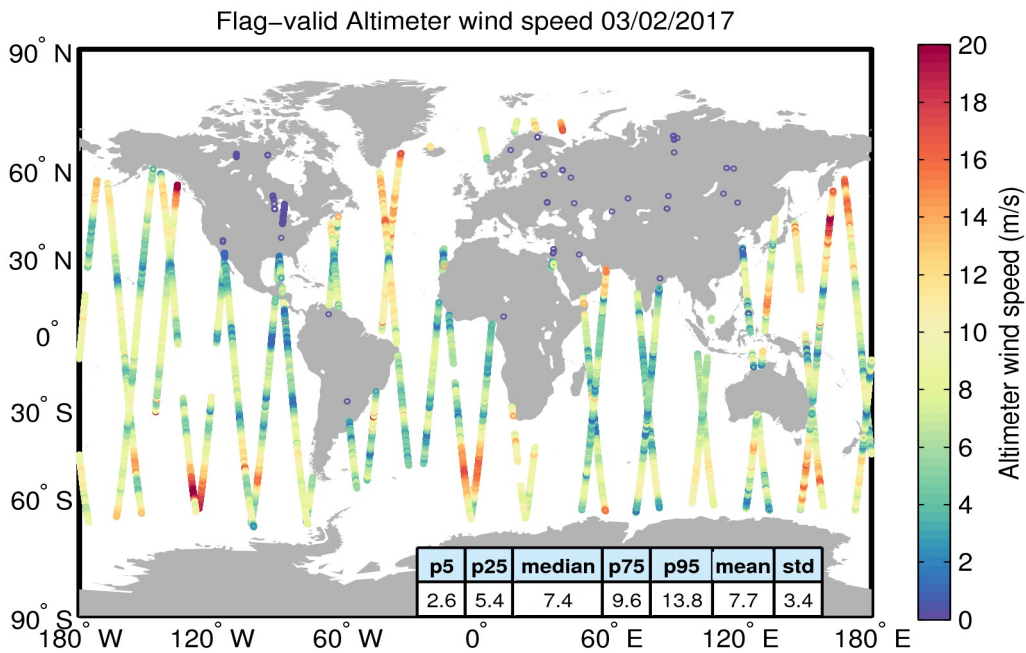 Flag−valid Altimeter wind speed 03/02/2017
90° N
60° N
30° N
0°
30° S
60° S
90° S
180° W
120° W
60° W
0°
60° E
120° E
180° E
p5 p25 median p75 p95 mean std
2.6 5.4 7.4 9.6 13.8 7.7 3.4
20
18
16
14
12
10
8
6
4
2
0
Altimeter wind speed (m/s)